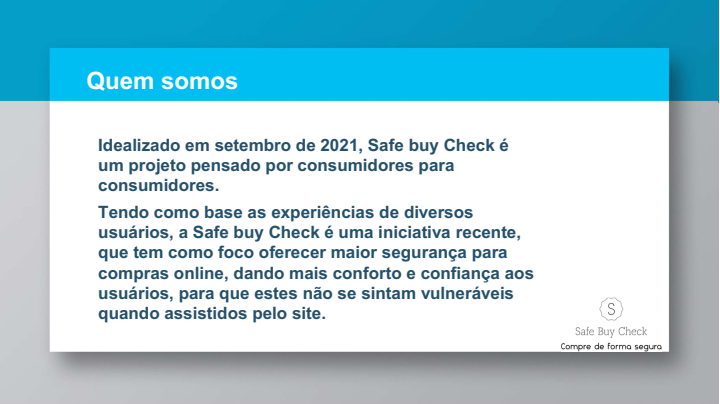 Quem somos
Idealizado em setembro de 2021, Safe buy Check é
um projeto pensado por consumidores para
consumidores.
Tendo como base as experiências de diversos
usuários, a Safe buy Check é uma iniciativa recente,
que tem como foco oferecer maior segurança para
compras online, dando mais conforto e confiança aos
usuários, para que estes não se sintam vulneráveis
quando assistidos pelo site.
S
Safe Buy Check
Compre de forma segura